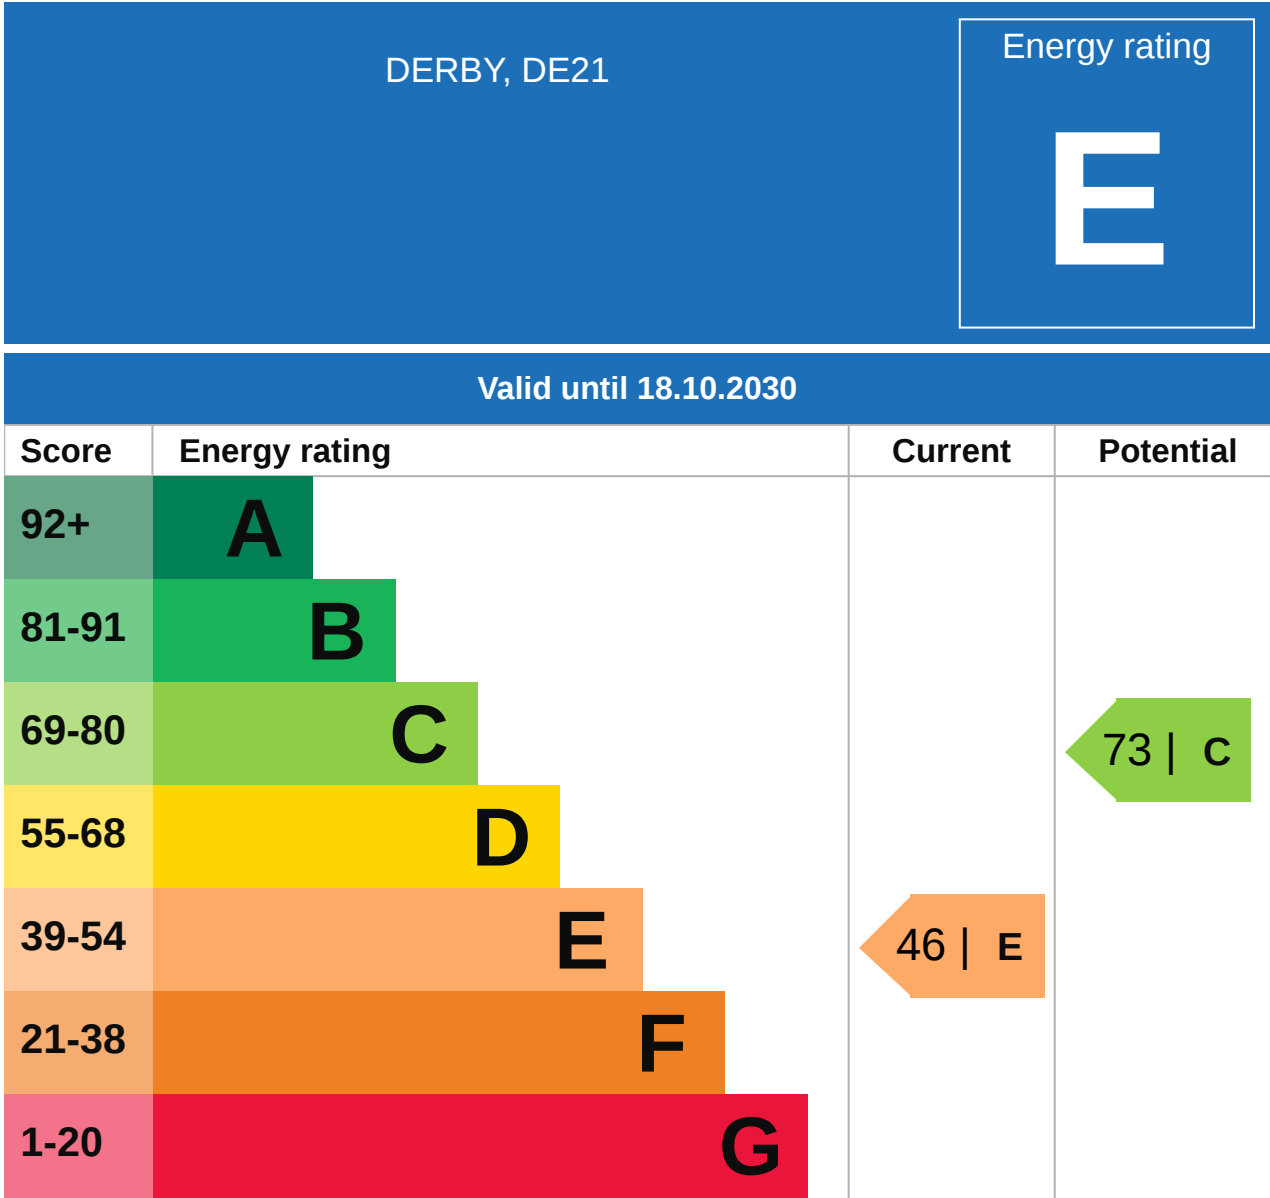 DERBY, DE21
Energy rating
E
Valid until 18.10.2030
Score Energy rating Current Potential
92+ A
81-91 B
69-80 C
73 | C
55-68 D
39-54 E
46 | E
21-38 F
1-20 G